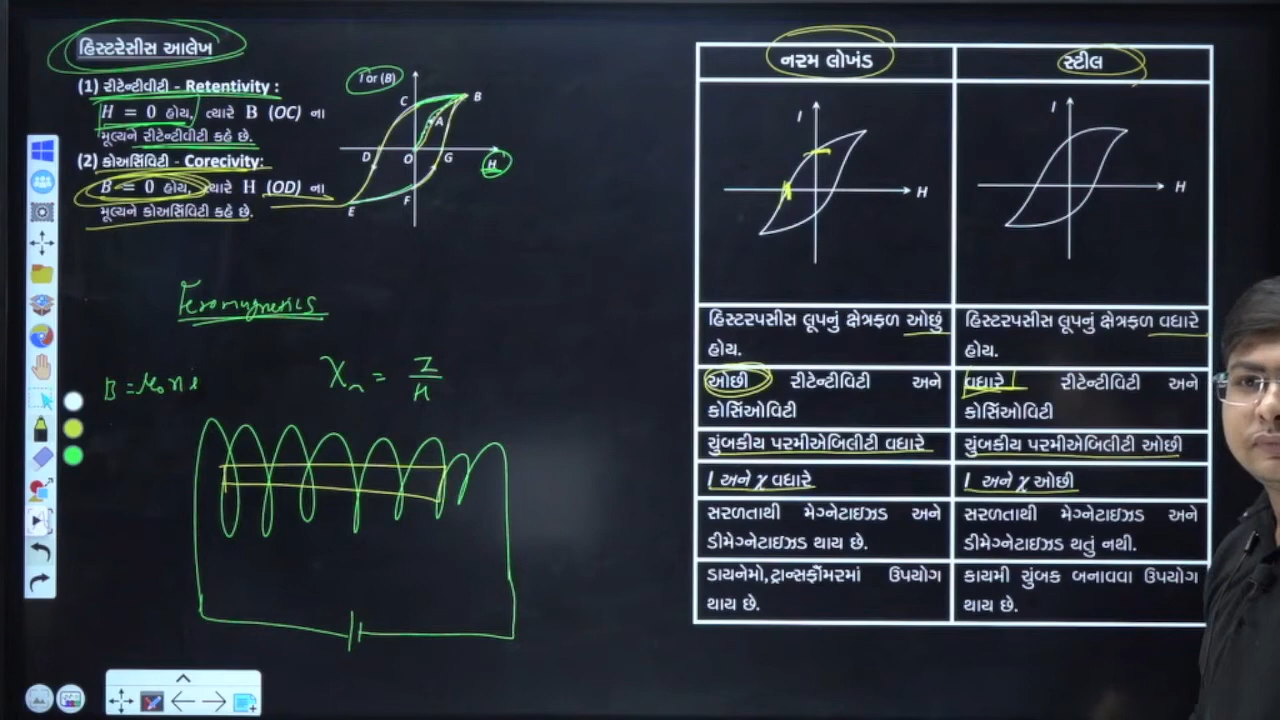 હિસ્ટરેસીસ આલેખ
(1) રીટેન્ટીવીટી - Retentivity :
H = 0 હોય, ત્યારે B (OC) ના
મૂલ્યને રીટેન્ટીવીટી કહે છે.
(2) કોઅર્સિવિટી - Corecivity:
B = 0 હોય, ત્યારે H (OD) ના
મૂલ્યને કોઅર્સિવિટી કહે છે.
I or (B)
C
B
A
D
O
G
H
E
F
Feromagnetics
B = μ₀ n i
નરમ લોખંડ
સ્ટીલ
I
H
I
H
હિસ્ટરપસીસ લૂપનું ક્ષેત્રફળ ઓછું
હોય.
હિસ્ટરપસીસ લૂપનું ક્ષેત્રફળ વધારે
હોય.
ઓછી રીટેન્ટીવિટી અને
કોર્સિઓવિટી
વધારે રીટેન્ટીવિટી અને
કોર્સિઓવિટી
ચુંબકીય પરમીએબિલીટી વધારે
ચુંબકીય પરમીએબિલીટી ઓછી
I અને χ વધારે
I અને χ ઓછી
સરળતાથી મેગ્નેટાઇઝડ અને
ડીમેગ્નેટાઇઝડ થાય છે.
સરળતાથી મેગ્નેટાઇઝડ અને
ડીમેગ્નેટાઇઝડ થતું નથી.
ડાયનેમો,ટ્રાન્સફૉમરમાં ઉપયોગ
થાય છે.
કાયમી ચુંબક બનાવવા ઉપયોગ
થાય છે.